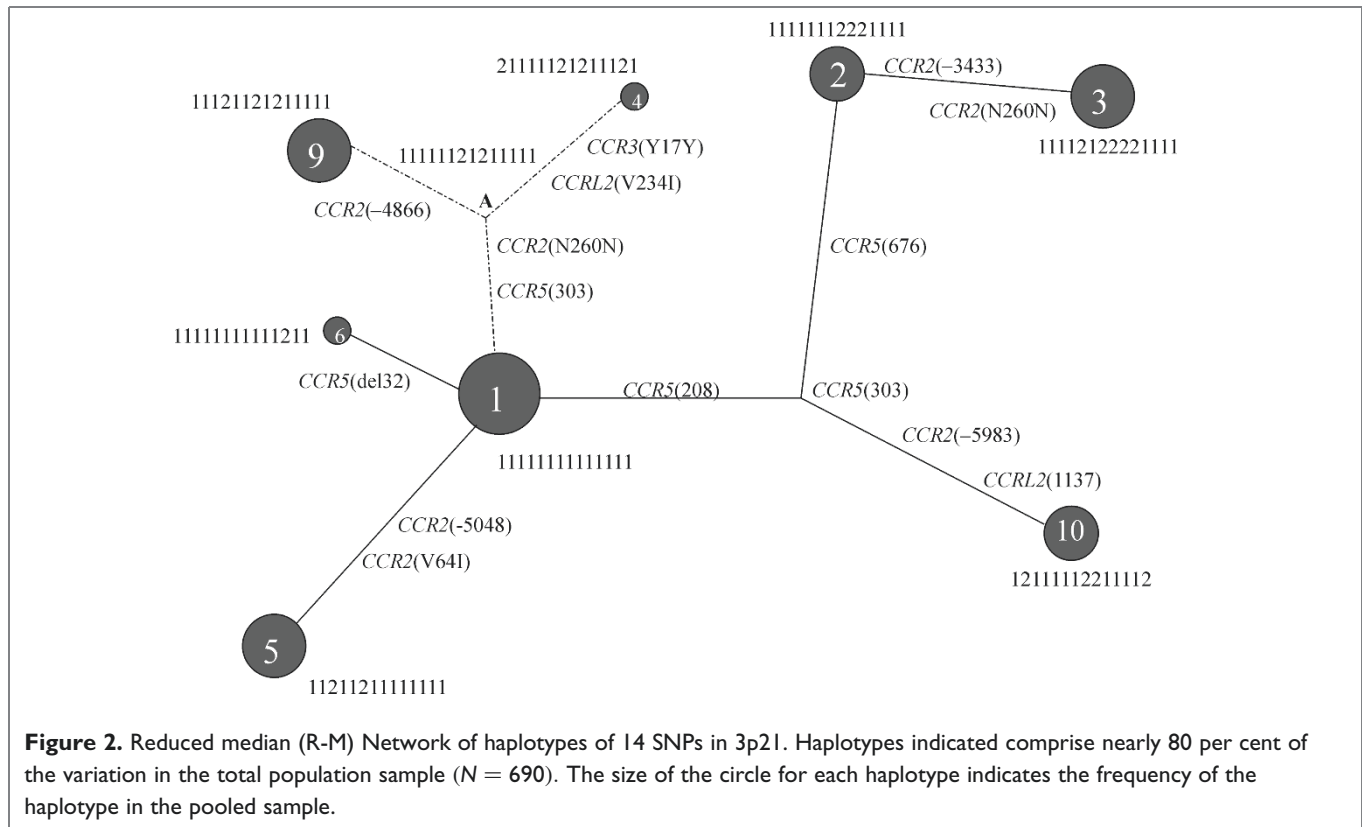 11111112221111
2
CCR2(–3433)
21111121211121
4
3
CCR2(N260N)
11121121211111
9
11111121211111
CCR3(Y17Y)
11112122221111
CCRL2(V234I)
A
CCR2(–4866)
CCR2(N260N)
CCR5(676)
CCR5(303)
6
11111111111211
CCR5(del32)
1
CCR5(208)
CCR5(303)
CCR2(–5983)
11111111111111
CCRL2(1137)
CCR2(-5048)
10
CCR2(V64I)
12111112211112
5
11211211111111
Figure 2. Reduced median (R-M) Network of haplotypes of 14 SNPs in 3p21. Haplotypes indicated comprise nearly 80 per cent of
the variation in the total population sample (N = 690). The size of the circle for each haplotype indicates the frequency of the
haplotype in the pooled sample.